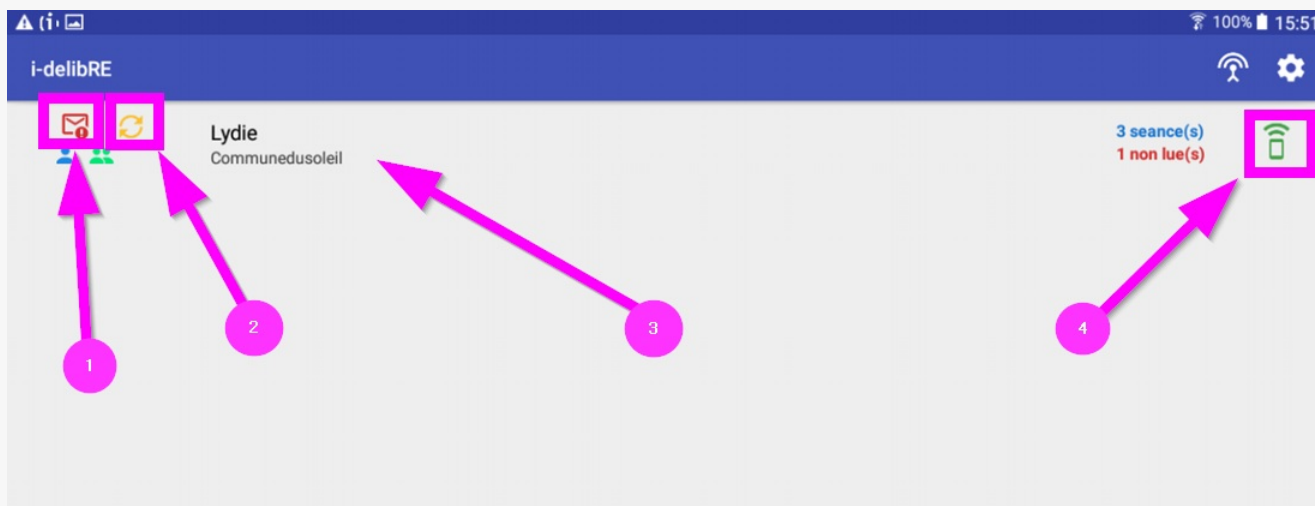 100% 15:51
i-delibRE
Lydie
Communedusoleil
3 seance(s)
1 non lue(s)
1
2
3
4